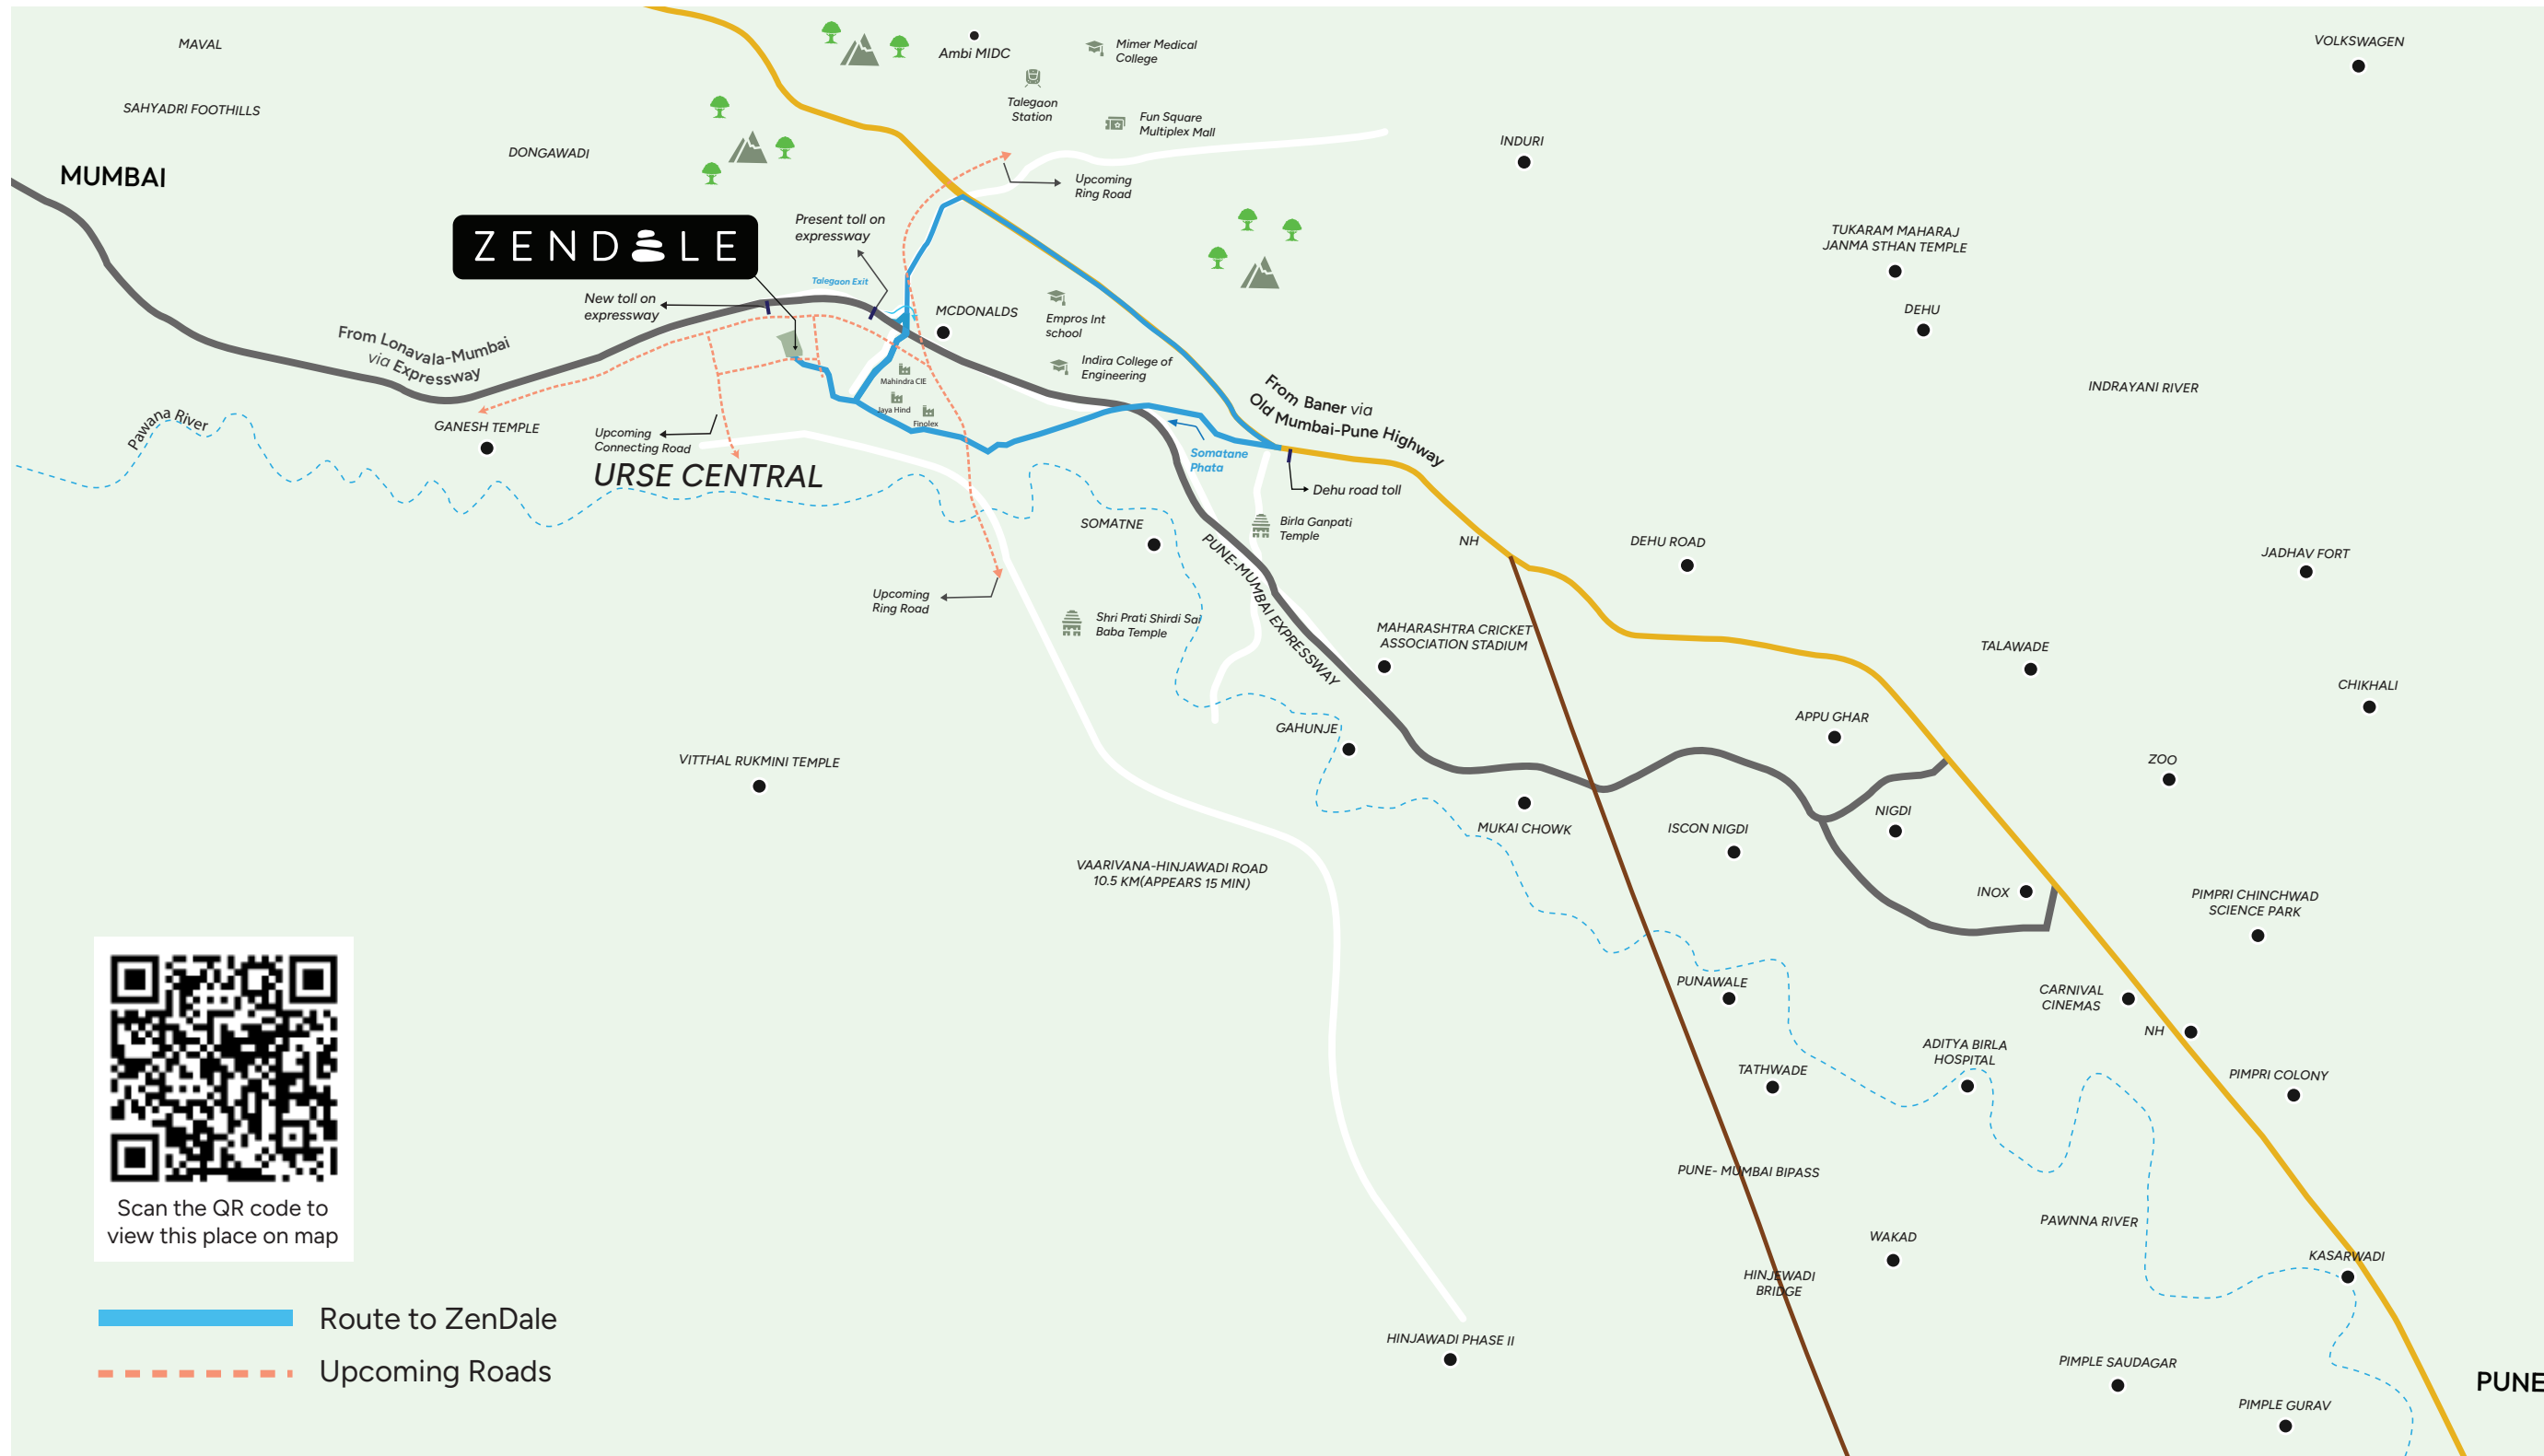 MAVAL
SAHYADRI FOOTHILLS
DONGAWADI
MUMBAI
Ambi MIDC
Mimer Medical
College
Talegaon
Station
Fun Square
Multiplex Mall
Upcoming
Ring Road
VOLKSWAGEN
INDURI
TUKARAM MAHARAJ
JANMA STHAN TEMPLE
DEHU
INDRAYANI RIVER
ZENDALE
Present toll on
expressway
Talegaon Exit
New toll on
expressway
MCDONALDS
Empros Int
school
Indira College of
Engineering
From Lonavala-Mumbai
via Expressway
Mahindra CIE
Jaya Hind
Finolex
From Baner via
Old Mumbai-Pune Highway
Pawana River
GANESH TEMPLE
Upcoming
Connecting Road
URSE CENTRAL
Somatane
Phata
Dehu road toll
SOMATNE
Birla Ganpati
Temple
NH
DEHU ROAD
JADHAV FORT
PUNE-MUMBAI EXPRESSWAY
Upcoming
Ring Road
Shri Prati Shirdi Sai
Baba Temple
MAHARASHTRA CRICKET
ASSOCIATION STADIUM
TALAWADE
CHIKHALI
GAHUNJE
APPU GHAR
VITTHAL RUKMINI TEMPLE
ZOO
MUKAI CHOWK
ISCON NIGDI
NIGDI
VAARIVANA-HINJAWADI ROAD
10.5 KM(APPEARS 15 MIN)
INOX
PIMPRI CHINCHWAD
SCIENCE PARK
PUNAWALE
CARNIVAL
CINEMAS
NH
TATHWADE
ADITYA BIRLA
HOSPITAL
PIMPRI COLONY
PUNE- MUMBAI BIPASS
PAWNNA RIVER
WAKAD
KASARWADI
HINJEWADI
BRIDGE
HINJAWADI PHASE II
PIMPLE SAUDAGAR
PUNE
PIMPLE GURAV
Scan the QR code to
view this place on map
Route to ZenDale
Upcoming Roads